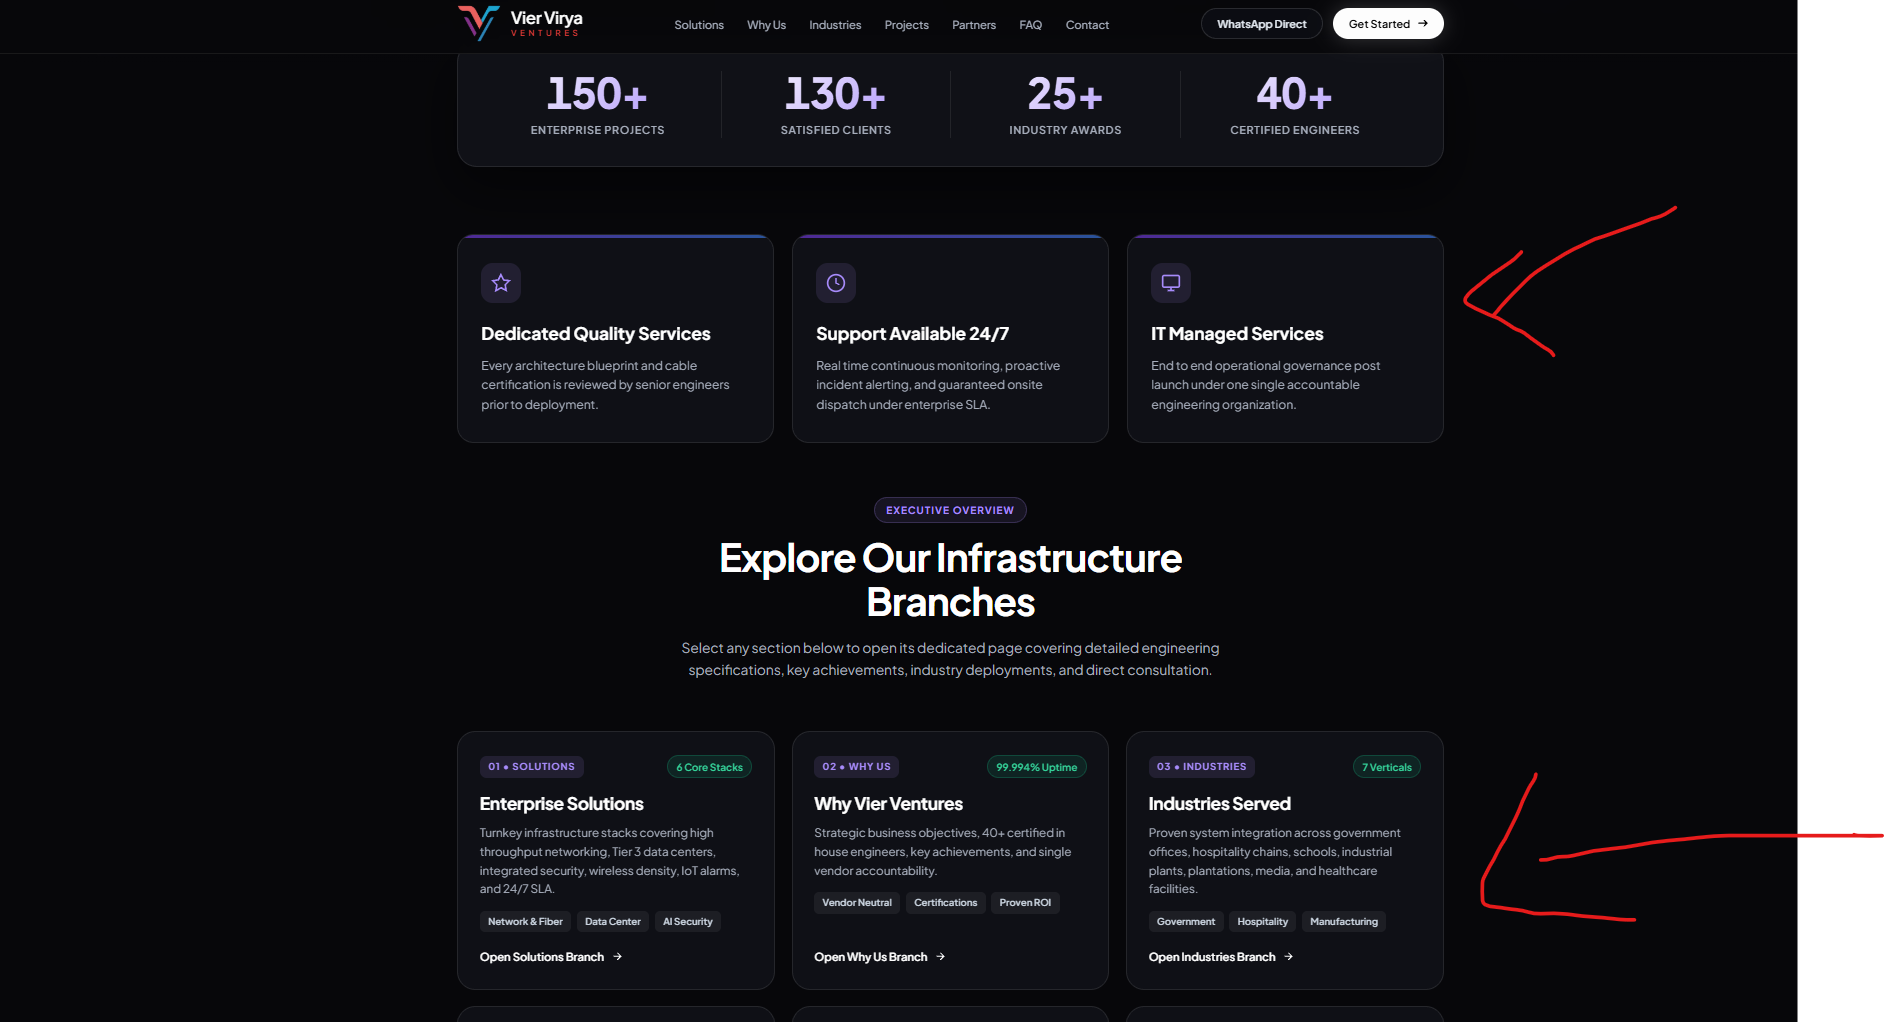 Vier Virya
VENTURES
Solutions Why Us Industries Projects Partners FAQ Contact
WhatsApp Direct
Get Started →
150+ 130+ 25+ 40+
ENTERPRISE PROJECTS SATISFIED CLIENTS INDUSTRY AWARDS CERTIFIED ENGINEERS
Dedicated Quality Services
Every architecture blueprint and cable
certification is reviewed by senior engineers
prior to deployment.
Support Available 24/7
Real time continuous monitoring, proactive
incident alerting, and guaranteed onsite
dispatch under enterprise SLA.
IT Managed Services
End to end operational governance post
launch under one single accountable
engineering organization.
EXECUTIVE OVERVIEW
Explore Our Infrastructure
Branches
Select any section below to open its dedicated page covering detailed engineering
specifications, key achievements, industry deployments, and direct consultation.
01 • SOLUTIONS 6 Core Stacks
Enterprise Solutions
Turnkey infrastructure stacks covering high
throughput networking, Tier 3 data centers,
integrated security, wireless density, IoT alarms,
and 24/7 SLA.
Network & Fiber Data Center AI Security
Open Solutions Branch →
02 • WHY US 99.994% Uptime
Why Vier Ventures
Strategic business objectives, 40+ certified in
house engineers, key achievements, and single
vendor accountability.
Vendor Neutral Certifications Proven ROI
Open Why Us Branch →
03 • INDUSTRIES 7 Verticals
Industries Served
Proven system integration across government
offices, hospitality chains, schools, industrial
plants, plantations, media, and healthcare
facilities.
Government Hospitality Manufacturing
Open Industries Branch →